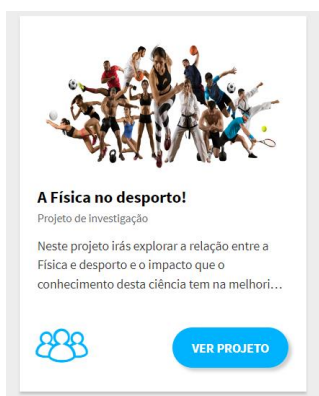 A Física no desporto!
Projeto de investigação
Neste projeto irás explorar a relação entre a
Física e desporto e o impacto que o
conhecimento desta ciência tem na melhori...
VER PROJETO